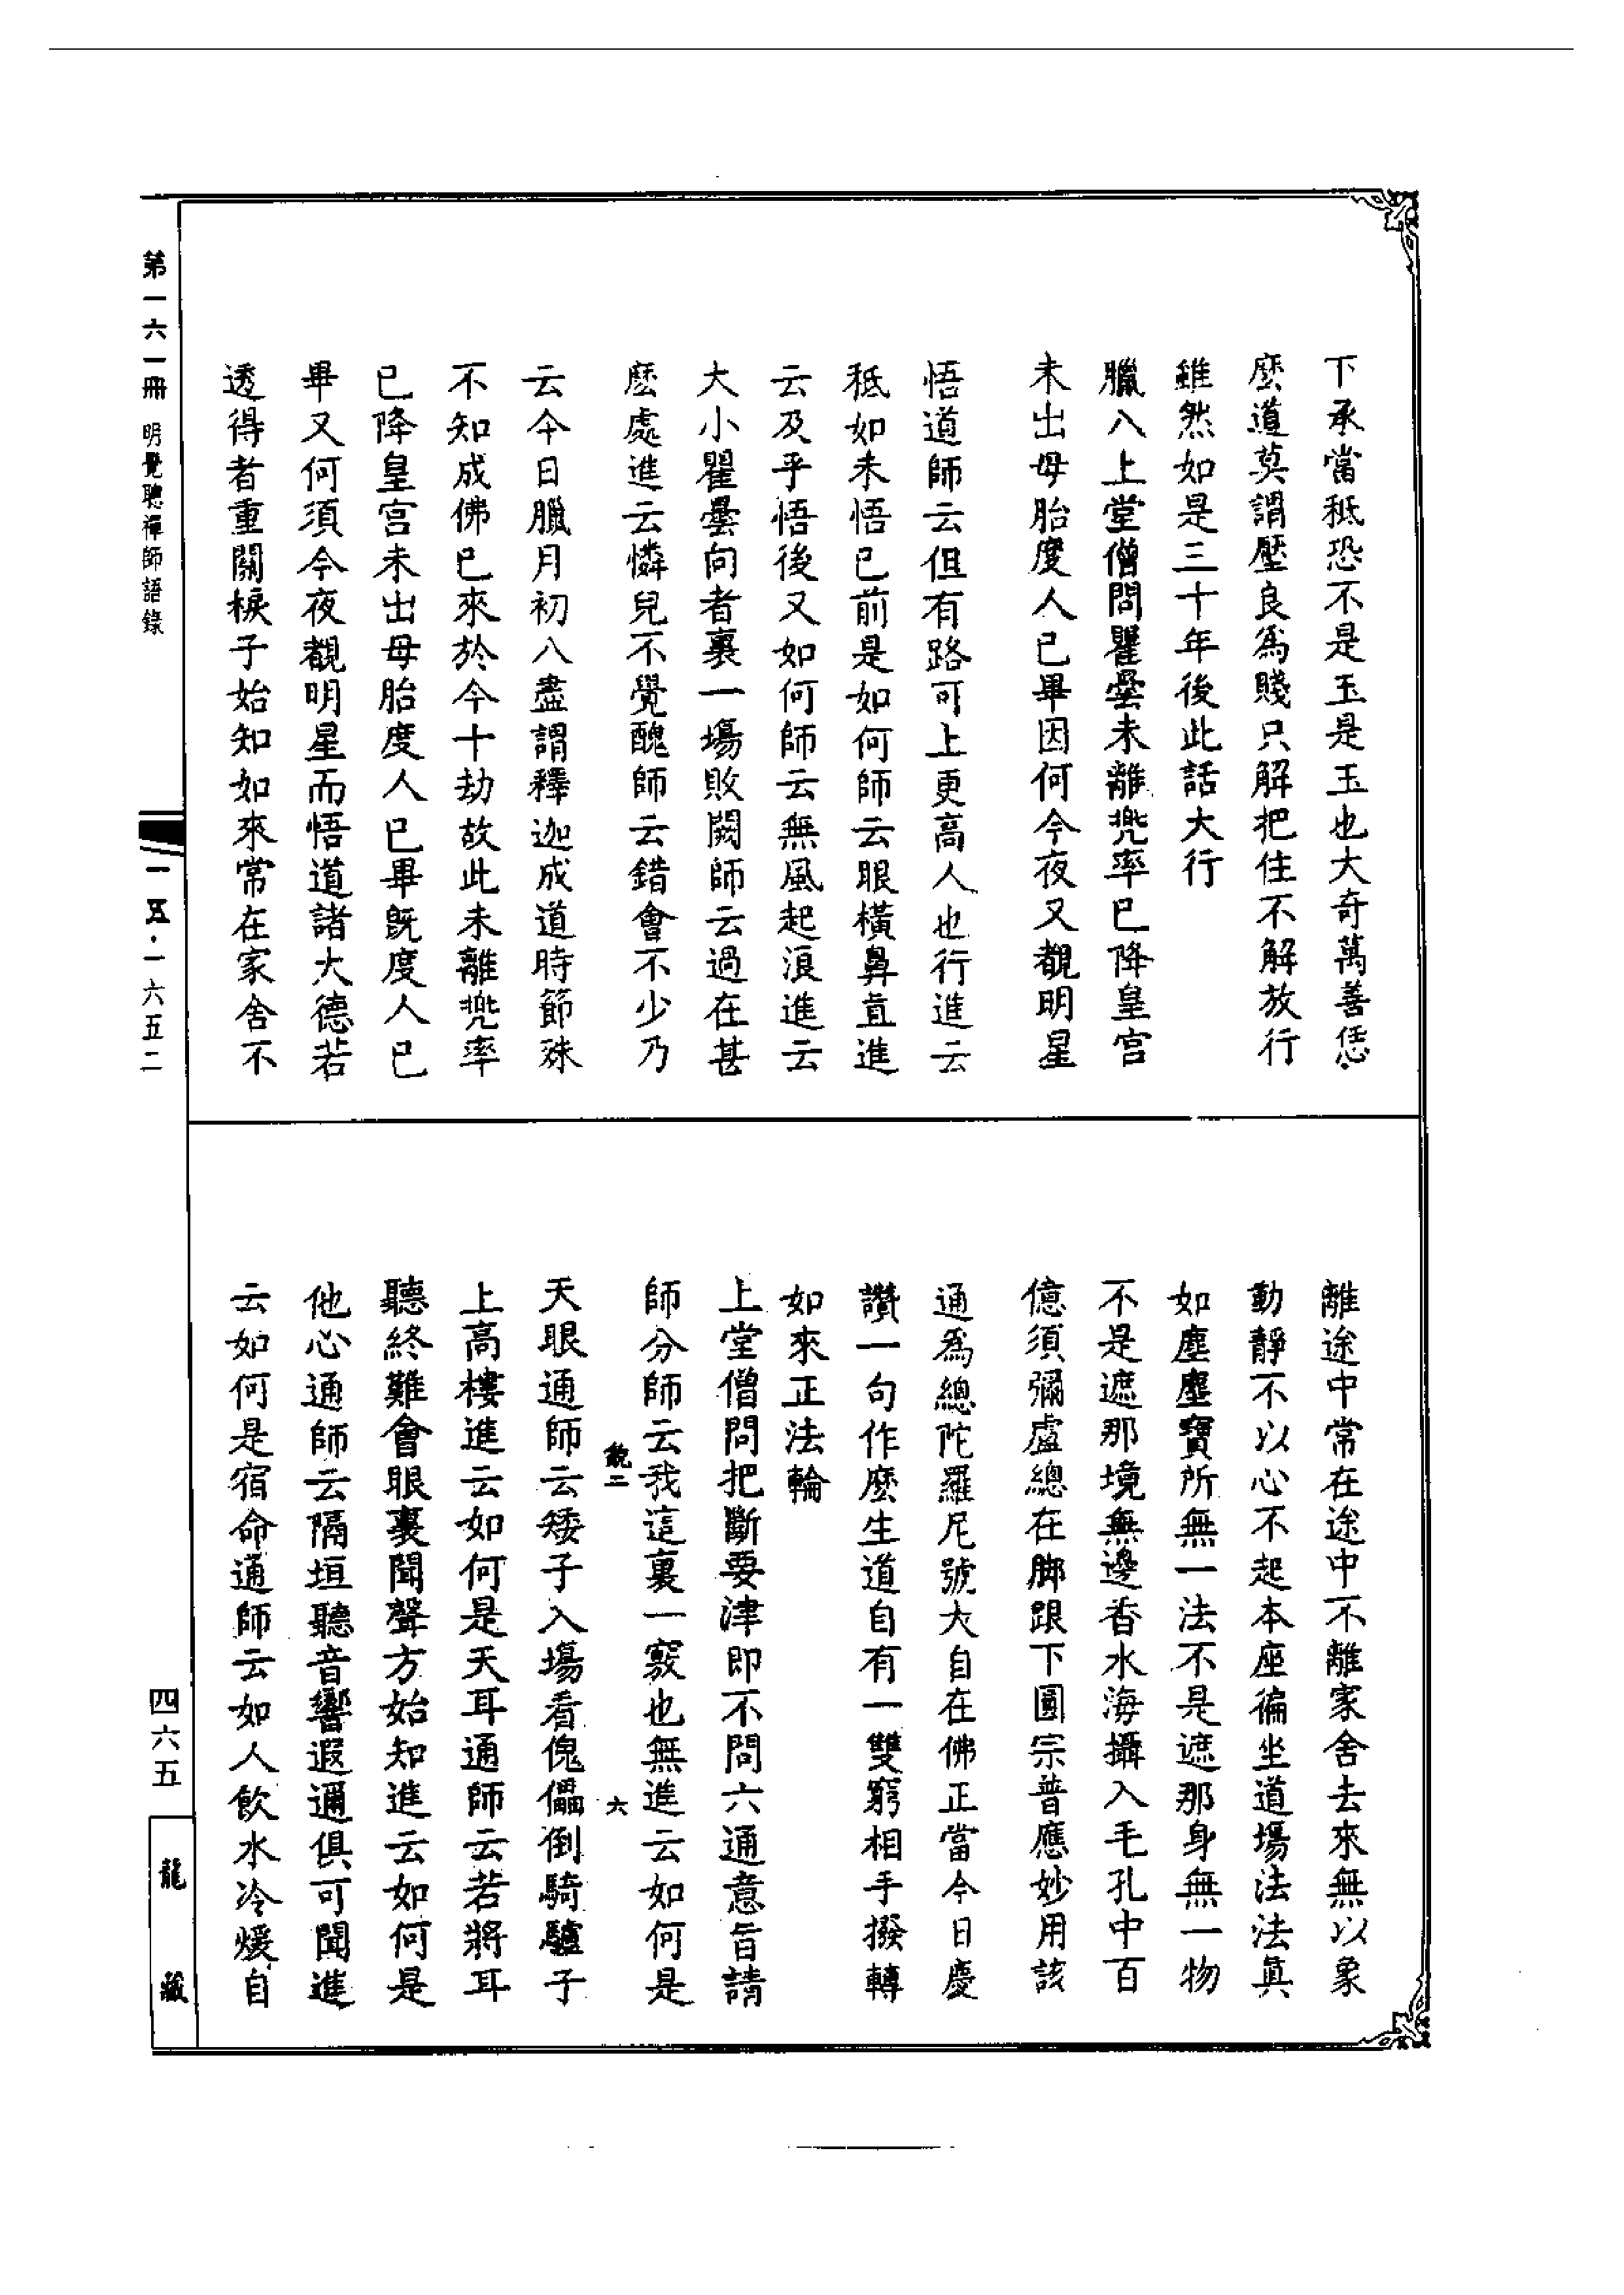 下承當秪恐不是玉是玉也大奇萬善恁
麽道莫謂壓良爲賤只解把住不解放行
雖然如是三十年後此話大行
臘八上堂僧問瞿曇未離兜率已降皇宮
未出母胎度人已畢因何今夜又覩明星
悟道師云但有路可上更高人也行進云
秪如未悟已前是如何師云眼橫鼻直進
云及乎悟後又如何師云無風起浪進云
大小瞿曇向者裏一場敗闕師云過在甚
麽處進云憐兒不覺醜師云錯會不少乃
云今日臘月初八盡謂釋迦成道時節殊
不知成佛已來於今十劫故此未離兜率
已降皇宮未出母胎度人已畢既度人已
畢又何須今夜覩明星而悟道諸大德若
透得者重關棙子始知如來常在家舍不
離途中常在途中不離家舍去來無以象
動靜不以心不起本座徧坐道場法法眞
如塵塵寶所無一法不是遮那身無一物
不是遮那境無邊香水海攝入毛孔中百
億須彌盧總在脚跟下圓宗普應妙用該
通爲總陀羅尼號大自在佛正當今日慶
讚一句作麽生道自有一雙窮相手撥轉
如來正法輪
上堂僧問把斷要津即不問六通意旨請
師分師云我這裏一竅也無進云如何是
天眼通師云矮子入場看傀儡倒騎驢子
上高樓進云如何是天耳通師云若將耳
聽終難會眼裏聞聲方始知進云如何是
他心通師云隔垣聽音響遐邇俱可聞進
云如何是宿命通師云如人飲水冷煖自
二 六
第一六一冊 明覺聰禪師語錄
一五·一六五二
四六五
龍藏